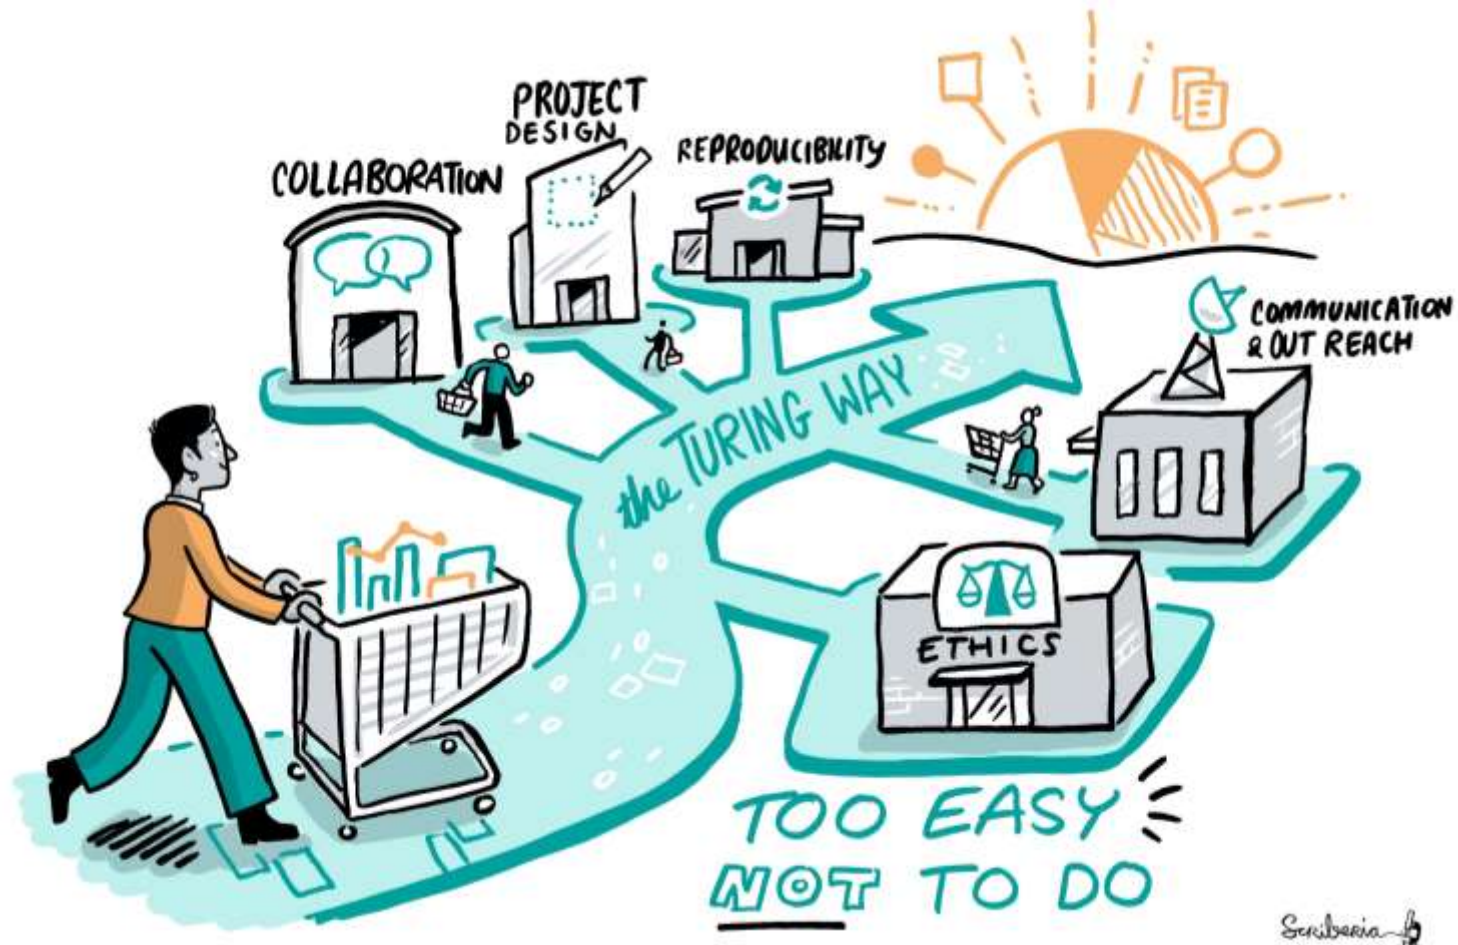 PROJECT
DESIGN
COLLABORATION
REPRODUCIBILITY
COMMUNICATION
& OUT REACH
the TURING WAY
ETHICS
TOO EASY
NOT TO DO
Scriberia